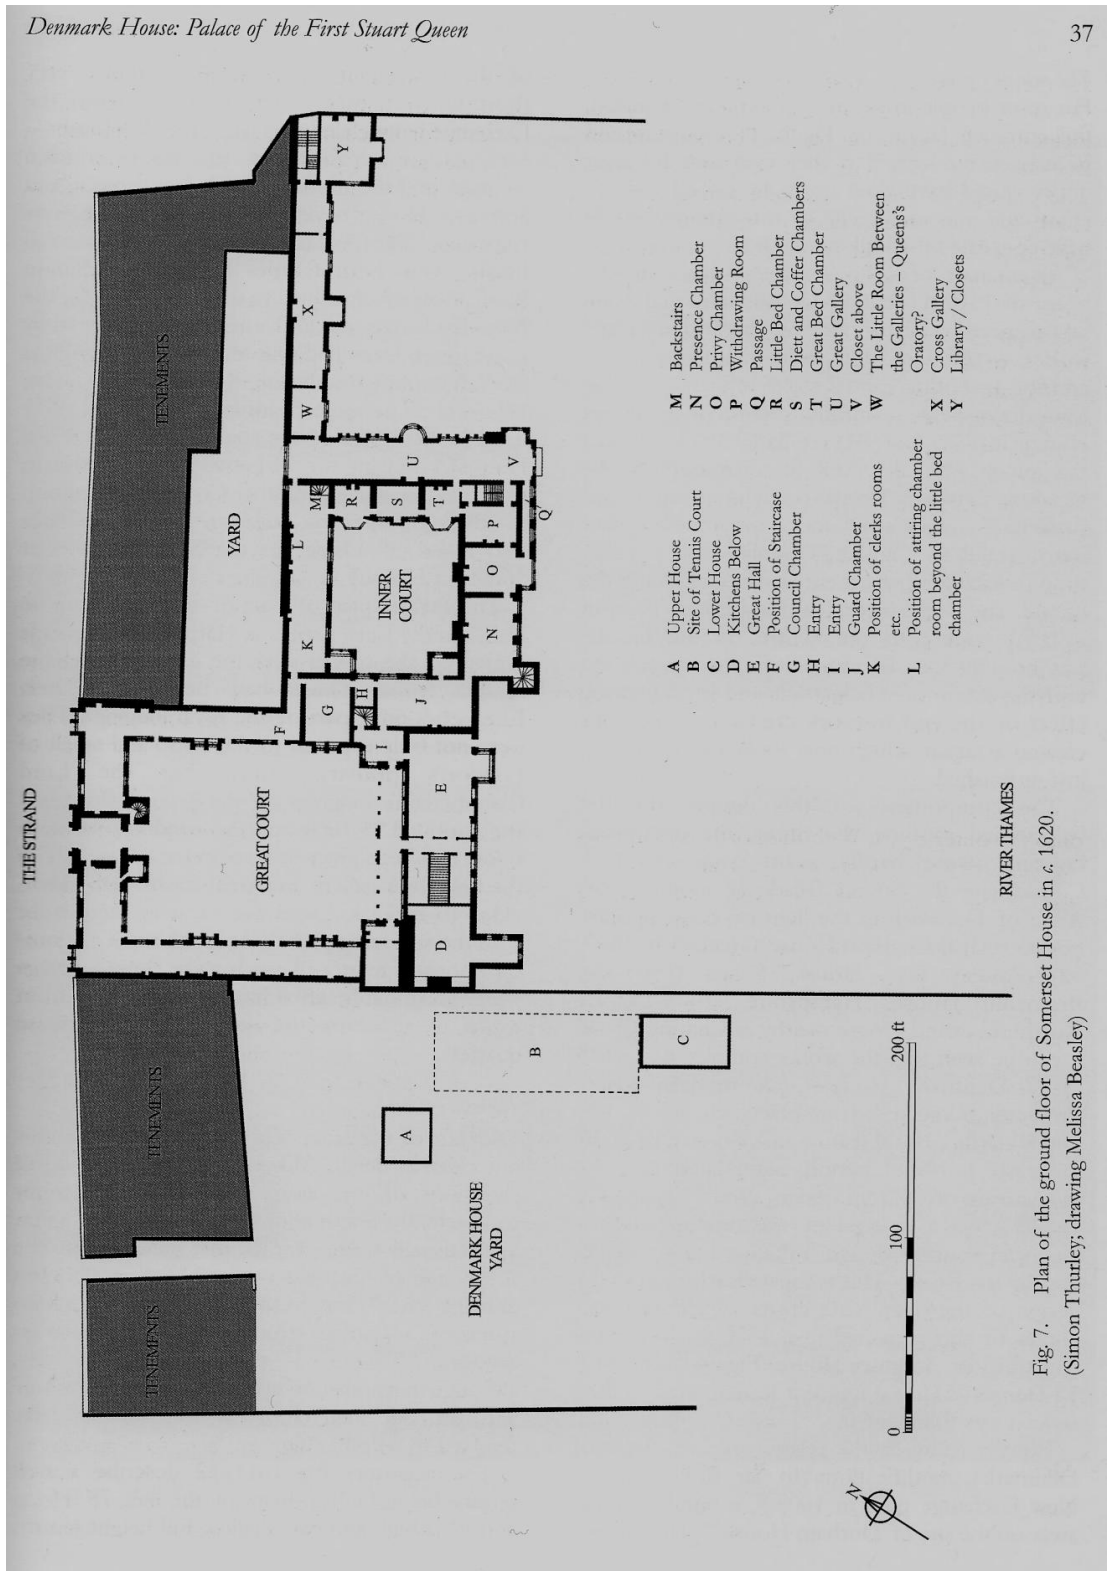 Denmark House: Palace of the First Stuart Queen
37
THE STRAND
TENEMENTS
TENEMENTS
TENEMENTS
YARD
GREAT COURT
INNER
COURT
DENMARK HOUSE
YARD
RIVER THAMES
A
B
C
D
E
F
G
H
I
J
K
L
M
N
O
P
Q
R
S
T
U
V
W
X
Y
A Upper House
B Site of Tennis Court
C Lower House
D Kitchens Below
E Great Hall
F Position of Staircase
G Council Chamber
H Entry
I Entry
J Guard Chamber
K Position of clerks rooms
etc.
L Position of attiring chamber
room beyond the little bed
chamber
M Backstairs
N Presence Chamber
O Privy Chamber
P Withdrawing Room
Q Passage
R Little Bed Chamber
S Diett and Coffer Chambers
T Great Bed Chamber
U Great Gallery
V Closet above
W The Little Room Between
the Galleries – Queens's
Oratory?
X Cross Gallery
Y Library / Closets
0 100 200 ft
N
Fig. 7. Plan of the ground floor of Somerset House in c. 1620.
(Simon Thurley; drawing Melissa Beasley)